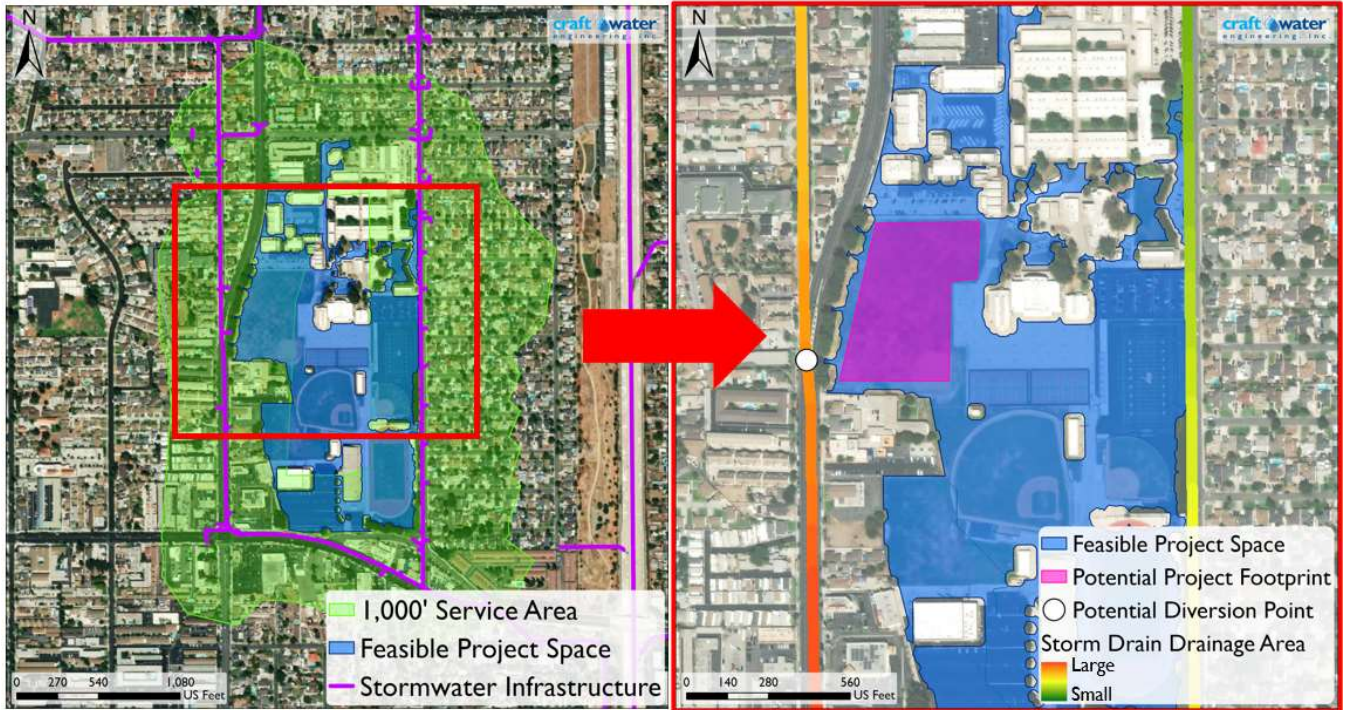 N
craft water
engineering, inc.
1,000' Service Area
Feasible Project Space
Stormwater Infrastructure
0 270 540 1,080
US Feet
N
craft water
engineering, inc.
Feasible Project Space
Potential Project Footprint
Potential Diversion Point
Storm Drain Drainage Area
Large
Small
0 140 280 560
US Feet